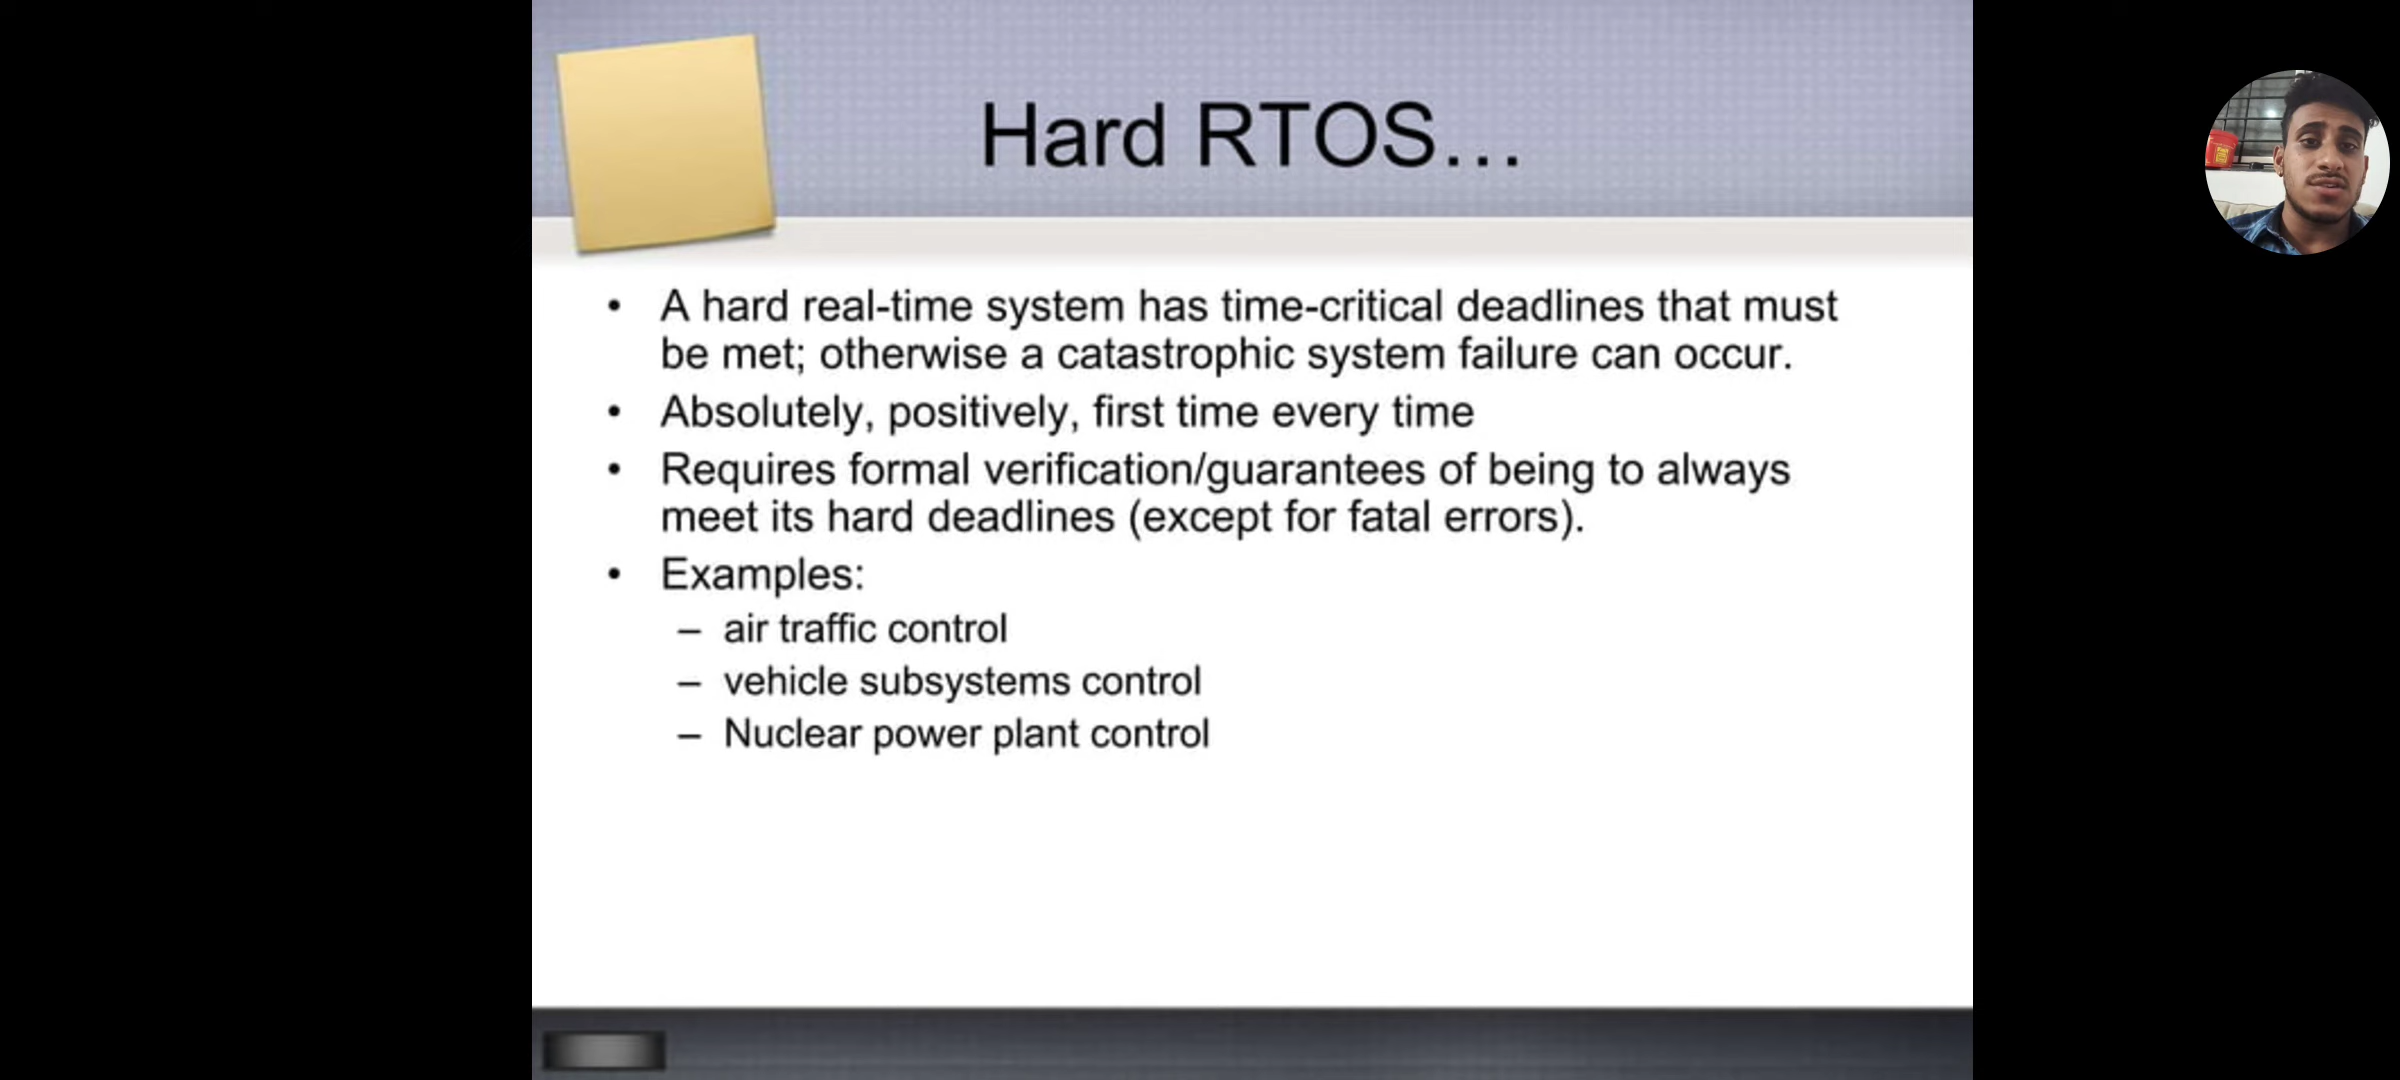 Hard RTOS...
• A hard real-time system has time-critical deadlines that must
be met; otherwise a catastrophic system failure can occur.
• Absolutely, positively, first time every time
• Requires formal verification/guarantees of being to always
meet its hard deadlines (except for fatal errors).
• Examples:
– air traffic control
– vehicle subsystems control
– Nuclear power plant control